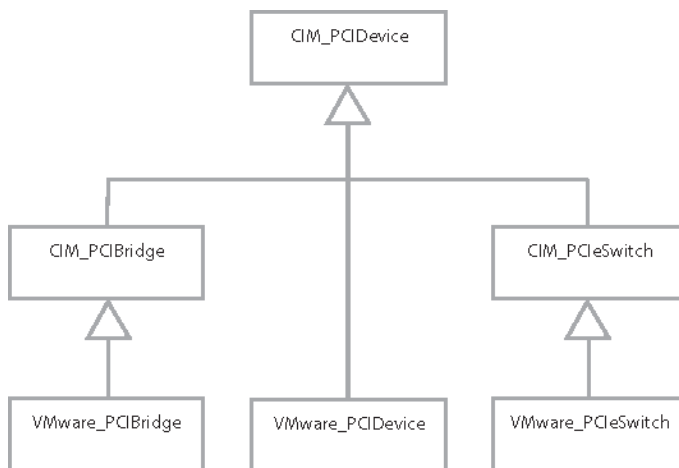 CIM_PCIDevice
CIM_PCIBridge
CIM_PCIeSwitch
VMware_PCIBridge
VMware_PCIDevice
VMware_PCIeSwitch